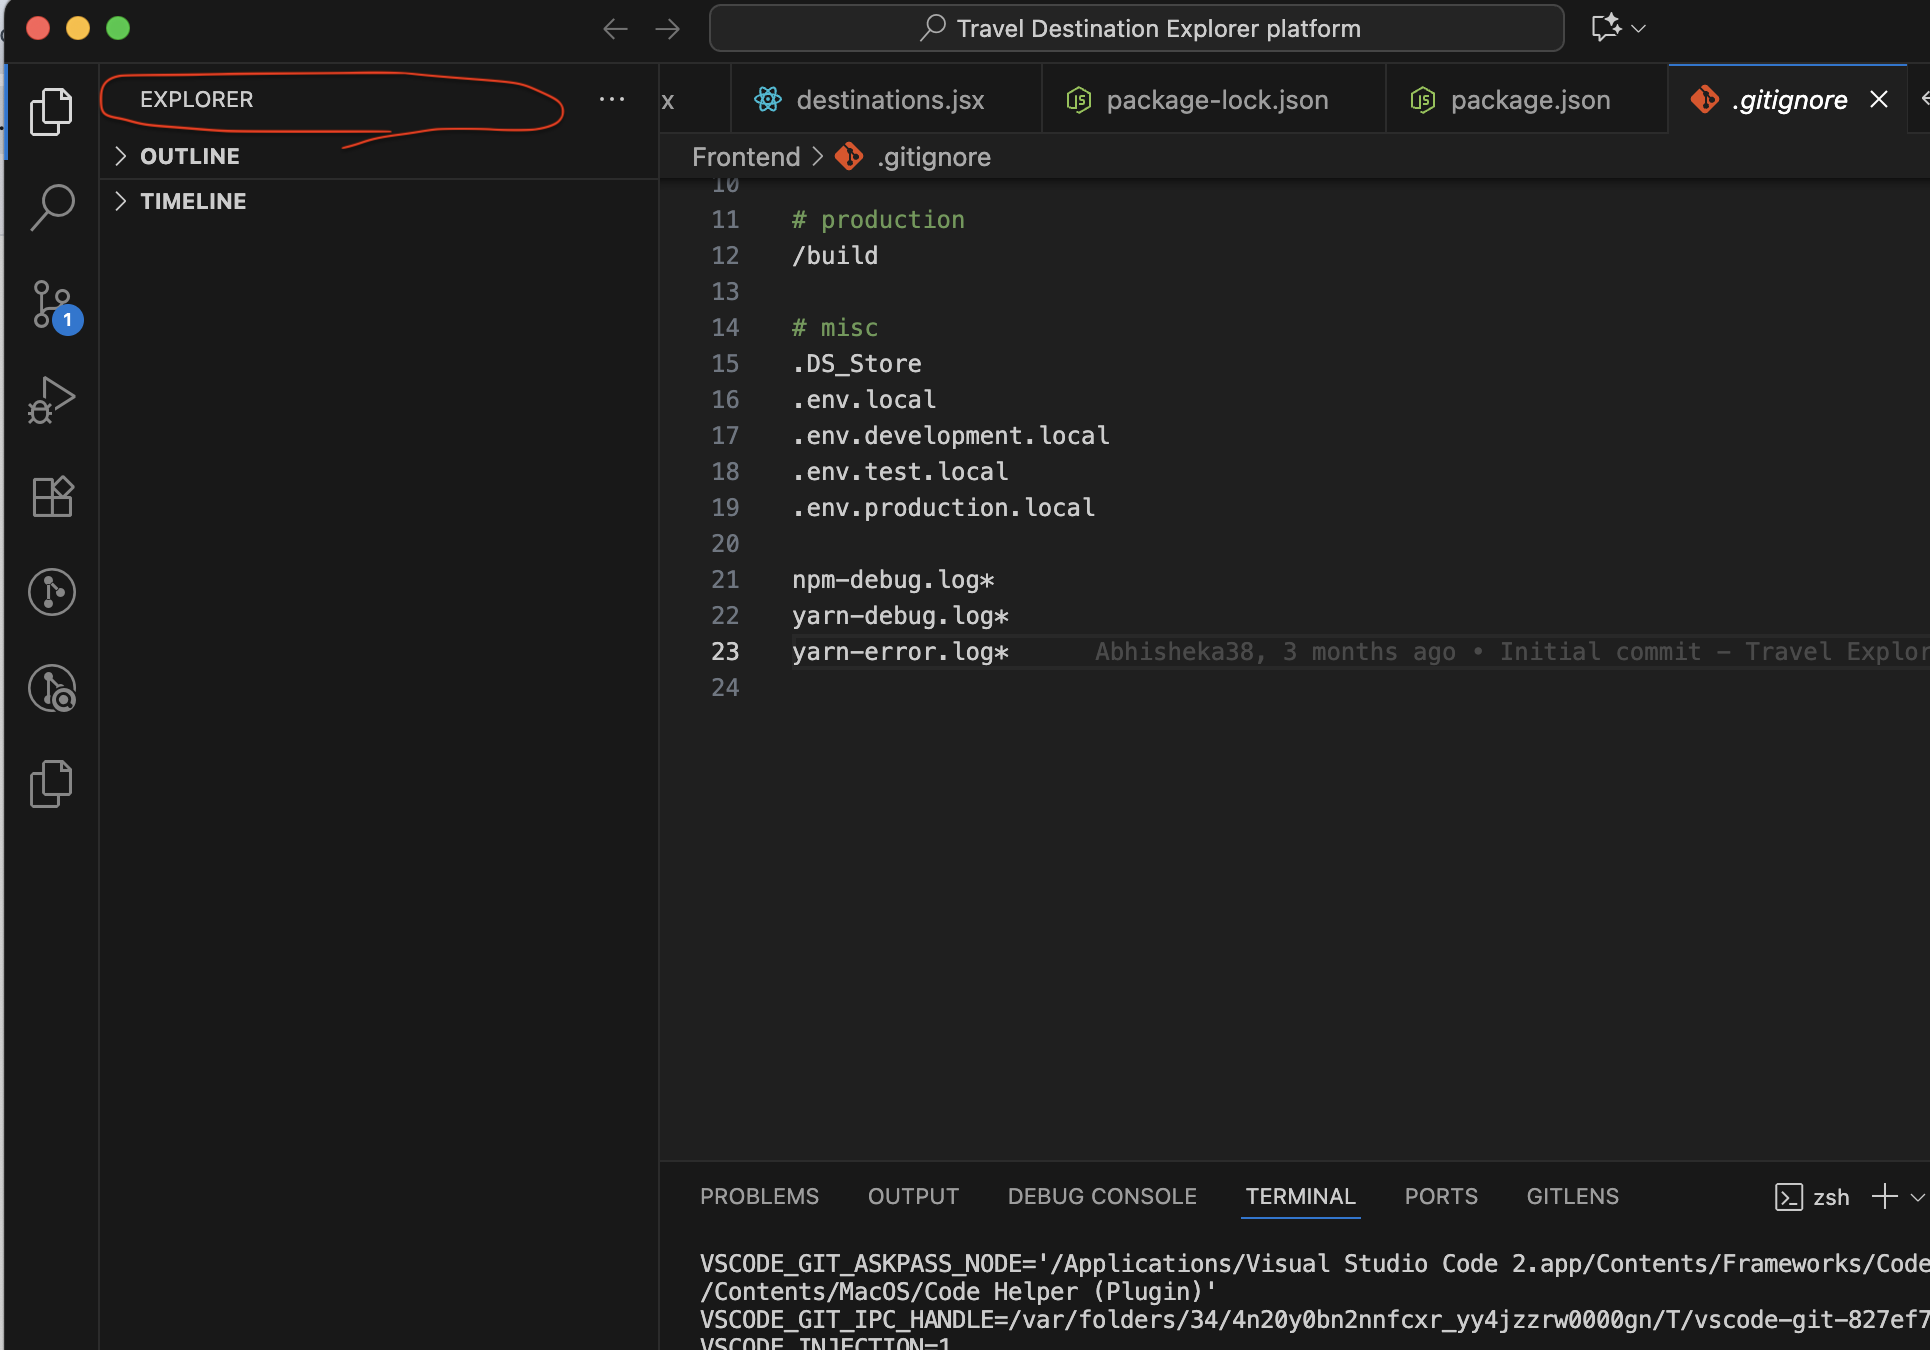 Travel Destination Explorer platform
EXPLORER
x
destinations.jsx
package-lock.json
package.json
.gitignore
OUTLINE
TIMELINE
Frontend > .gitignore
10
11 # production
12 /build
13
14 # misc
15 .DS_Store
16 .env.local
17 .env.development.local
18 .env.test.local
19 .env.production.local
20
21 npm-debug.log*
22 yarn-debug.log*
23 yarn-error.log* Abhisheka38, 3 months ago • Initial commit – Travel Explor
24
1
PROBLEMS OUTPUT DEBUG CONSOLE TERMINAL PORTS GITLENS zsh
VSCODE_GIT_ASKPASS_NODE='/Applications/Visual Studio Code 2.app/Contents/Frameworks/Code
/Contents/MacOS/Code Helper (Plugin)'
VSCODE_GIT_IPC_HANDLE=/var/folders/34/4n20y0bn2nnfcxr_yy4jzzrw0000gn/T/vscode-git-827ef7
VSCODE_INJECTION=1